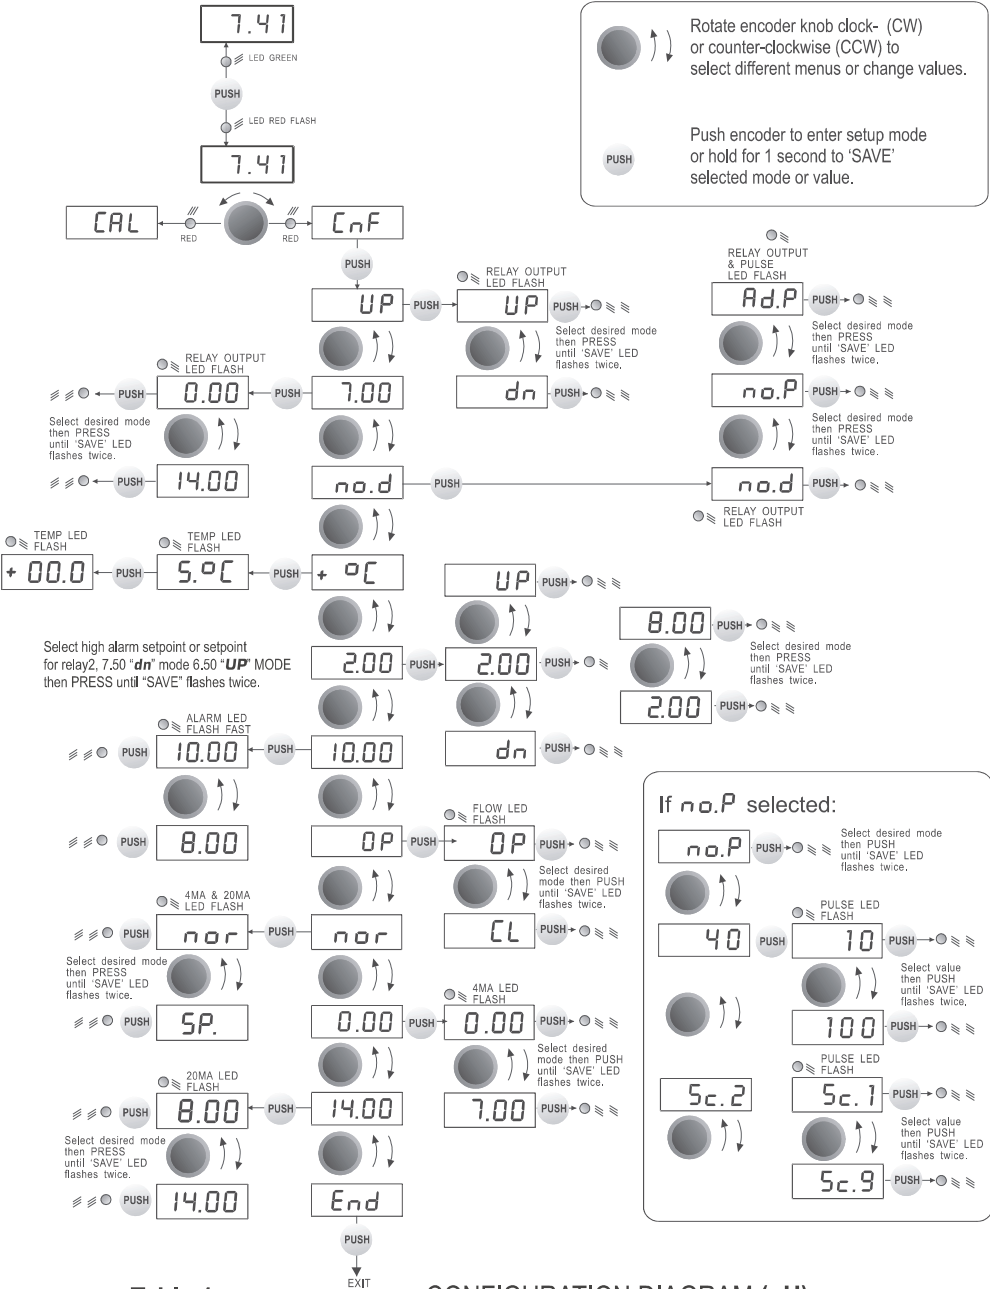 7.41
LED GREEN
PUSH
LED RED FLASH
7.41
Rotate encoder knob clock- (CW)
or counter-clockwise (CCW) to
select different menus or change values.
PUSH
Push encoder to enter setup mode
or hold for 1 second to 'SAVE'
selected mode or value.
CAL
RED
RED
CnF
PUSH
UP
PUSH
RELAY OUTPUT
LED FLASH
UP
PUSH
Select desired mode
then PRESS
until 'SAVE' LED
flashes twice.
dn
PUSH
RELAY OUTPUT
& PULSE
LED FLASH
Ad.P
PUSH
Select desired mode
then PRESS
until 'SAVE' LED
flashes twice.
no.P
PUSH
Select desired mode
then PRESS
until 'SAVE' LED
flashes twice.
no.d
PUSH
RELAY OUTPUT
LED FLASH
7.00
PUSH
RELAY OUTPUT
LED FLASH
0.00
PUSH
Select desired mode
then PRESS
until 'SAVE' LED
flashes twice.
14.00
PUSH
no.d
PUSH
+ ºC
PUSH
TEMP LED
FLASH
S.ºC
PUSH
TEMP LED
FLASH
+ 00.0
Select high alarm setpoint or setpoint
for relay2, 7.50 "dn" mode 6.50 "UP" MODE
then PRESS until "SAVE" flashes twice.
2.00
PUSH
UP
PUSH
2.00
PUSH
dn
PUSH
8.00
PUSH
Select desired mode
then PRESS
until 'SAVE' LED
flashes twice.
2.00
PUSH
10.00
PUSH
ALARM LED
FLASH FAST
10.00
PUSH
8.00
PUSH
OP
PUSH
FLOW LED
FLASH
OP
PUSH
Select desired
mode then PUSH
until 'SAVE' LED
flashes twice.
CL
PUSH
nor
PUSH
4MA & 20MA
LED FLASH
nor
PUSH
Select desired mode
then PRESS
until 'SAVE' LED
flashes twice.
SP.
PUSH
0.00
PUSH
4MA LED
FLASH
0.00
PUSH
Select desired
mode then PUSH
until 'SAVE' LED
flashes twice.
7.00
PUSH
14.00
PUSH
20MA LED
FLASH
8.00
PUSH
Select desired mode
then PRESS
until 'SAVE' LED
flashes twice.
14.00
PUSH
End
PUSH
EXIT
If no.P selected:
no.P
PUSH
Select desired mode
then PUSH
until 'SAVE' LED
flashes twice.
40
PUSH
PULSE LED
FLASH
10
PUSH
Select value
then PUSH
until 'SAVE' LED
flashes twice.
100
PUSH
Sc.2
PULSE LED
FLASH
Sc.1
PUSH
Select value
then PUSH
until 'SAVE' LED
flashes twice.
Sc.9
PUSH
CONFIGURATION DIAGRAM (pH)